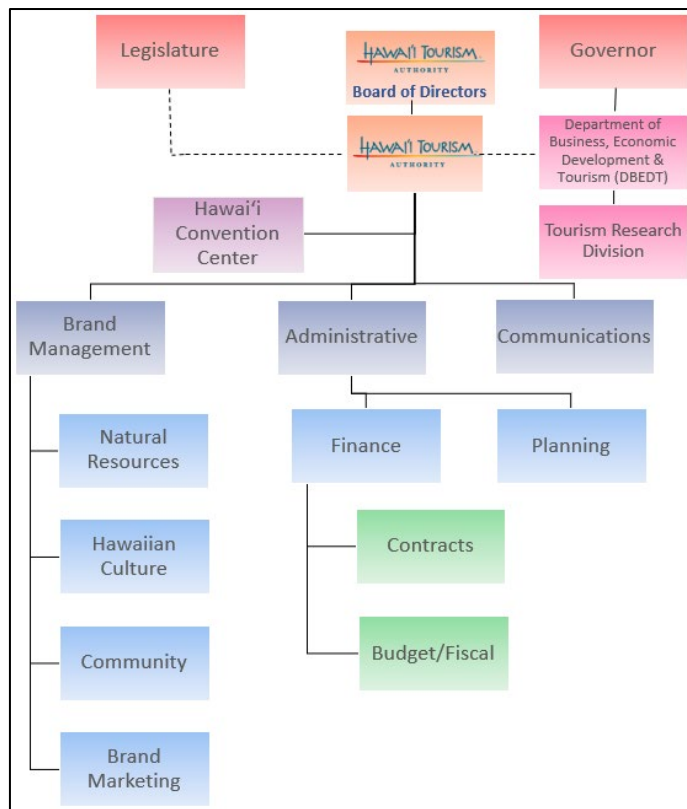 Legislature
HAWAI'I TOURISM
AUTHORITY
Board of Directors
Governor
HAWAI'I TOURISM
AUTHORITY
Department of
Business, Economic
Development &
Tourism (DBEDT)
Hawai‘i
Convention
Center
Tourism Research
Division
Brand
Management
Administrative
Communications
Natural
Resources
Finance
Planning
Hawaiian
Culture
Contracts
Community
Budget/Fiscal
Brand
Marketing